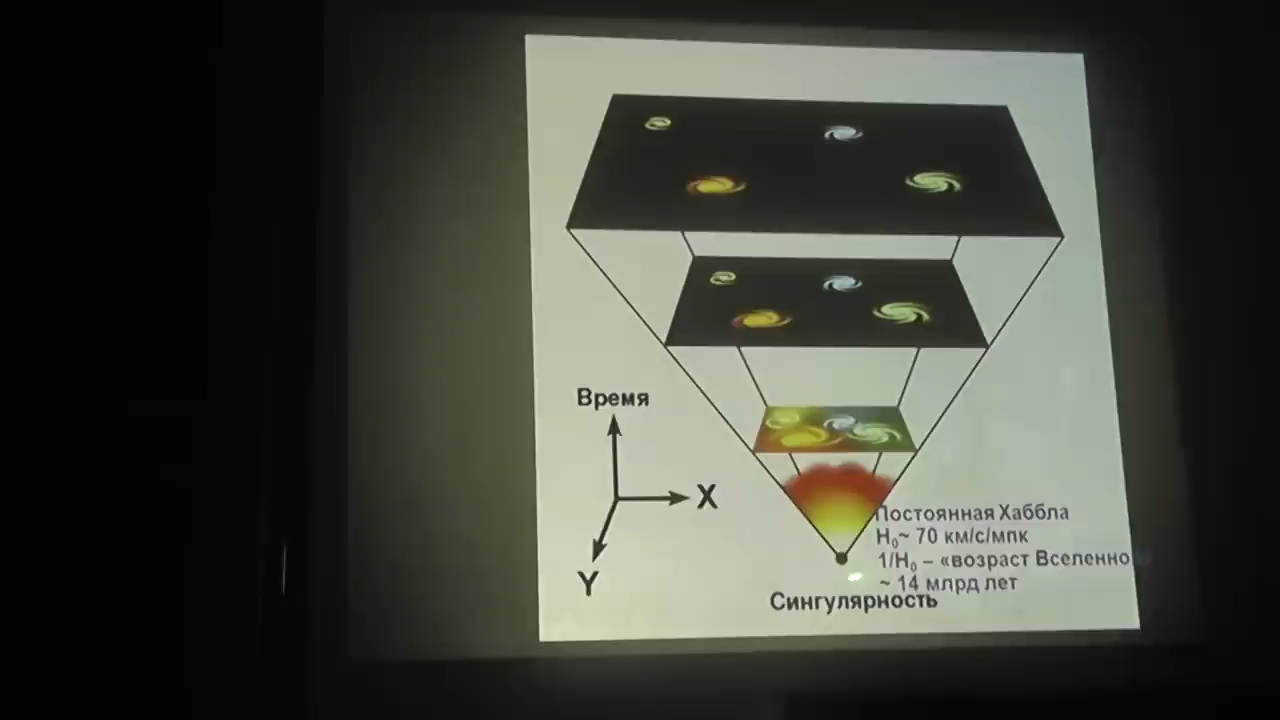 Время
X
Y
Постоянная Хаббла
H₀~ 70 км/с/мпк
1/H₀ – «возраст Вселенно
~ 14 млрд лет
Сингулярность